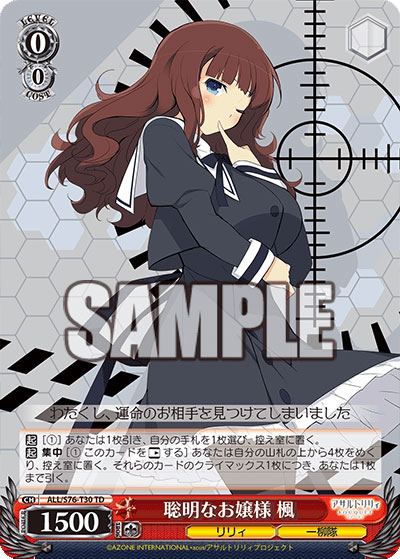 LEVEL
0
0
COST
SAMPLE
わたくし、運命のお相手を見つけてしまいました
起 [①] あなたは1枚引き、自分の手札を1枚選び、控え室に置く。
起 集中 [① このカードを する] あなたは自分の山札の上から4枚をめく
り、控え室に置く。それらのカードのクライマックス1枚につき、あなたは1枚
まで引く。
CH ALL/S76-T30 TD
1500
聡明なお嬢様 楓
アサルトリリィ
BOUQUET
リリィ 一柳隊
©AZONE INTERNATIONAL・acus/アサルトリリィプロジェクト